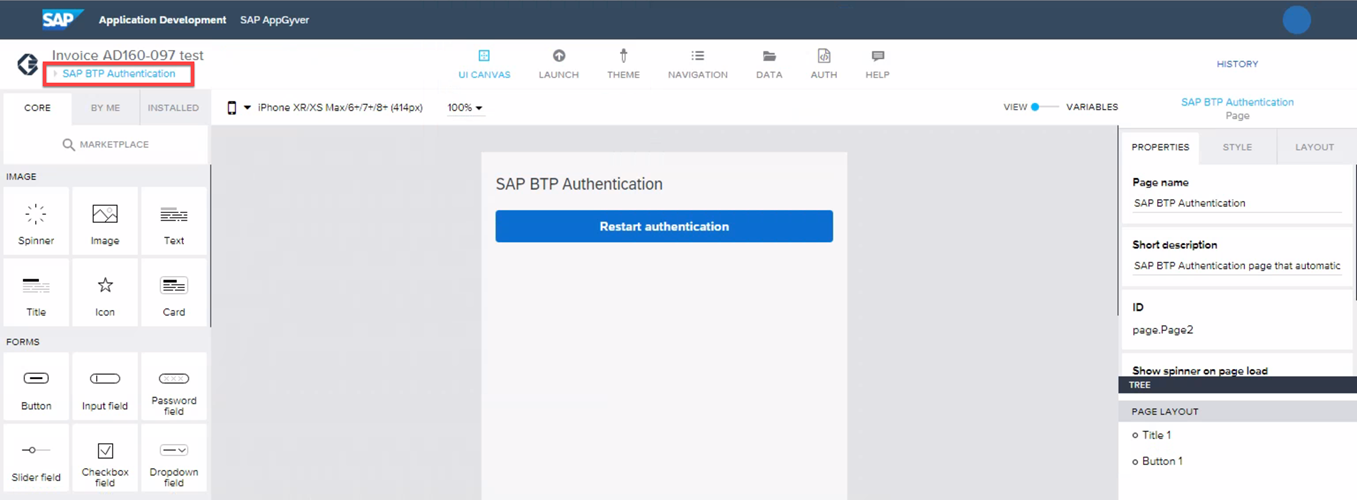 SAP Application Development SAP AppGyver
Invoice AD160-097 test
SAP BTP Authentication
UI CANVAS LAUNCH THEME NAVIGATION DATA AUTH HELP
HISTORY
CORE BY ME INSTALLED
iPhone XR/XS Max/6+/7+/8+ (414px) 100%
VIEW VARIABLES
SAP BTP Authentication
Page
MARKETPLACE
PROPERTIES STYLE LAYOUT
IMAGE
Spinner Image Text
Title Icon Card
FORMS
Button Input field Password field
Slider field Checkbox field Dropdown field
SAP BTP Authentication
Restart authentication
Page name
SAP BTP Authentication
Short description
SAP BTP Authentication page that automatic
ID
page.Page2
Show spinner on page load
TREE
PAGE LAYOUT
Title 1
Button 1